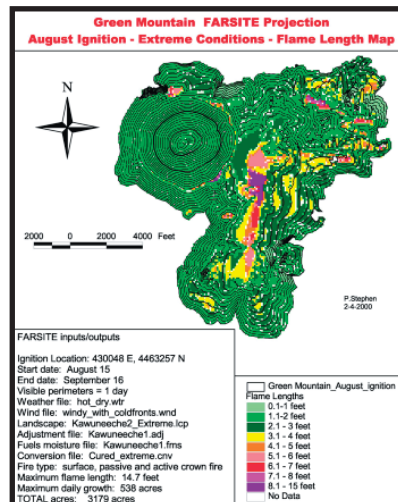 Green Mountain FARSITE Projection
August Ignition - Extreme Conditions - Flame Length Map
N
2000 0 2000 4000 Feet
P.Stephen
2-4-2000
FARSITE inputs/outputs
Ignition Location: 430048 E, 4463257 N
Start date: August 15
End date: September 16
Visible perimeters = 1 day
Weather file: hot_dry.wtr
Wind file: windy_with_coldfronts.wnd
Landscape: Kawuneeche2_Extreme.lcp
Adjustment file: Kawuneeche1.adj
Fuels moisture file: Kawuneeche1.fms
Conversion file: Cured_extreme.cnv
Fire type: surface, passive and active crown fire
Maximum flame length: 14.7 feet
Maximum daily growth: 538 acres
TOTAL acres: 3179 acres
Green Mountain_August_ignition
Flame Lengths
0.1-1 feet
1.1-2 feet
2.1 - 3 feet
3.1 - 4 feet
4.1 - 5 feet
5.1 - 6 feet
6.1 - 7 feet
7.1 - 8 feet
8.1 - 15 feet
No Data